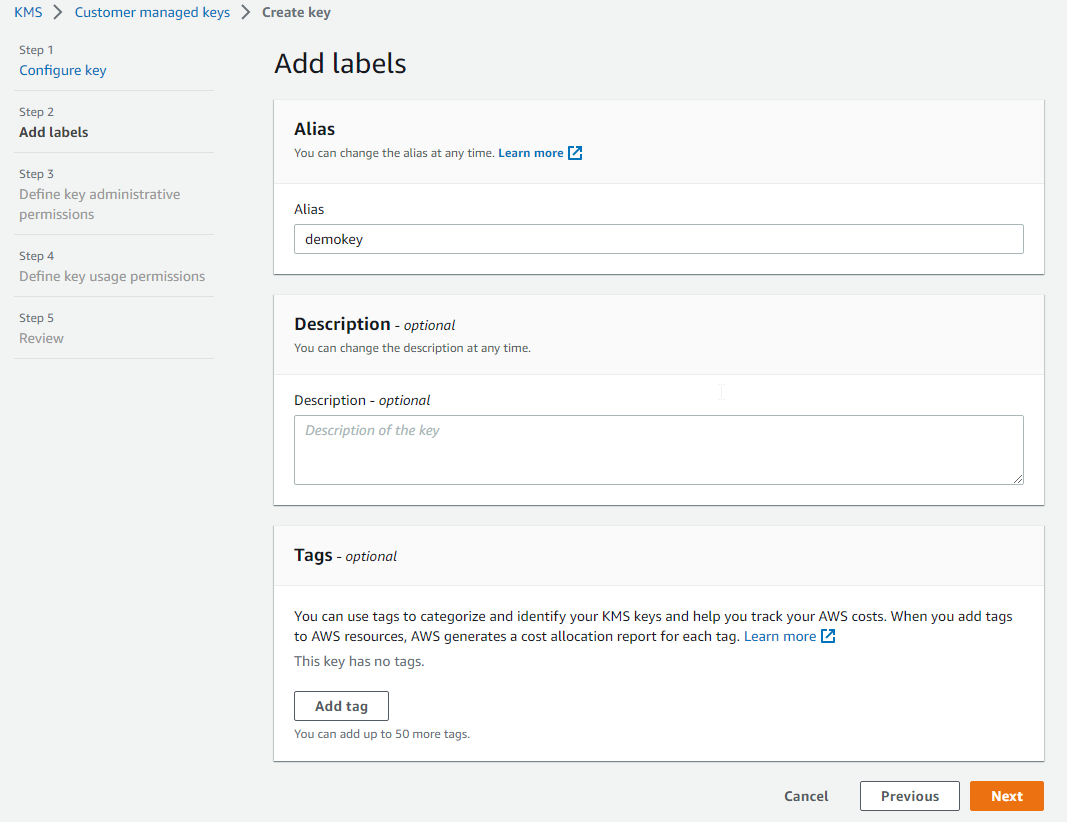 KMS > Customer managed keys > Create key
Step 1
Configure key
Step 2
Add labels
Step 3
Define key administrative
permissions
Step 4
Define key usage permissions
Step 5
Review
Add labels
Alias
You can change the alias at any time. Learn more
Alias
demokey
Description - optional
You can change the description at any time.
Description - optional
Description of the key
Tags - optional
You can use tags to categorize and identify your KMS keys and help you track your AWS costs. When you add tags
to AWS resources, AWS generates a cost allocation report for each tag. Learn more
This key has no tags.
Add tag
You can add up to 50 more tags.
Cancel Previous Next